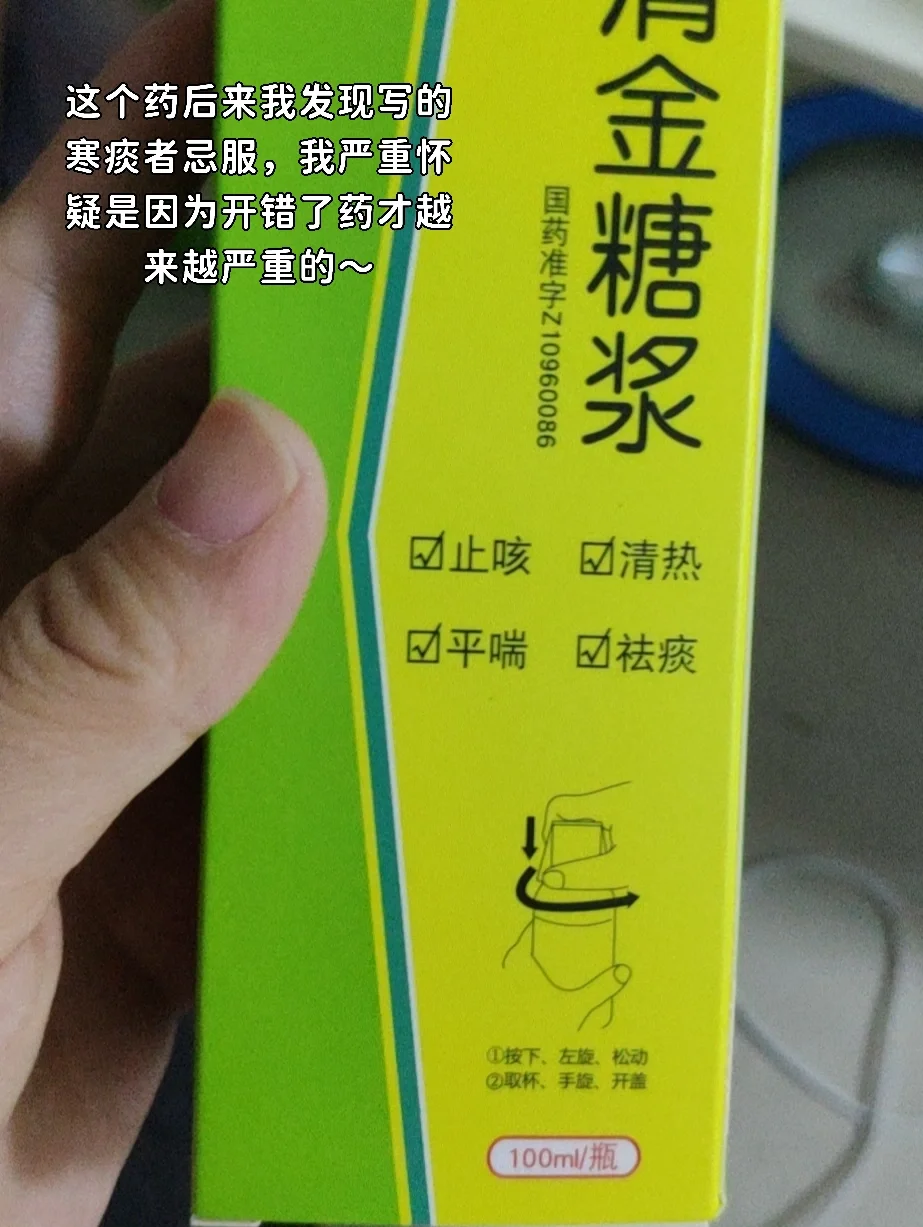 这个药后来我发现写的
寒痰者忌服，我严重怀
疑是因为开错了药才越
来越严重的～
金糖浆
国药准字Z10960086
☑止咳 ☑清热
☑平喘 ☑祛痰
①按下、左旋、松动
②取杯、手旋、开盖
100ml/瓶